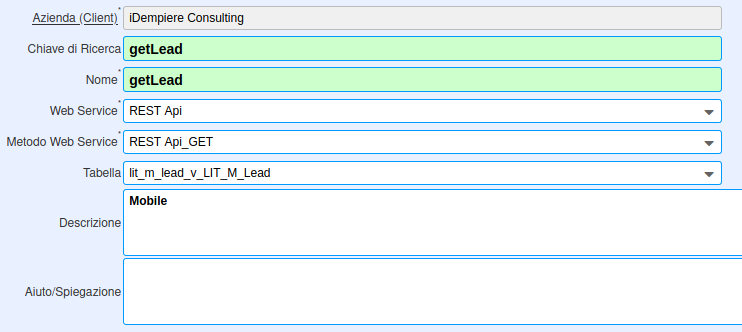 Azienda (Client)* iDempiere Consulting
Chiave di Ricerca* getLead
Nome* getLead
Web Service* REST Api
Metodo Web Service* REST Api_GET
Tabella lit_m_lead_v_LIT_M_Lead
Descrizione Mobile
Aiuto/Spiegazione